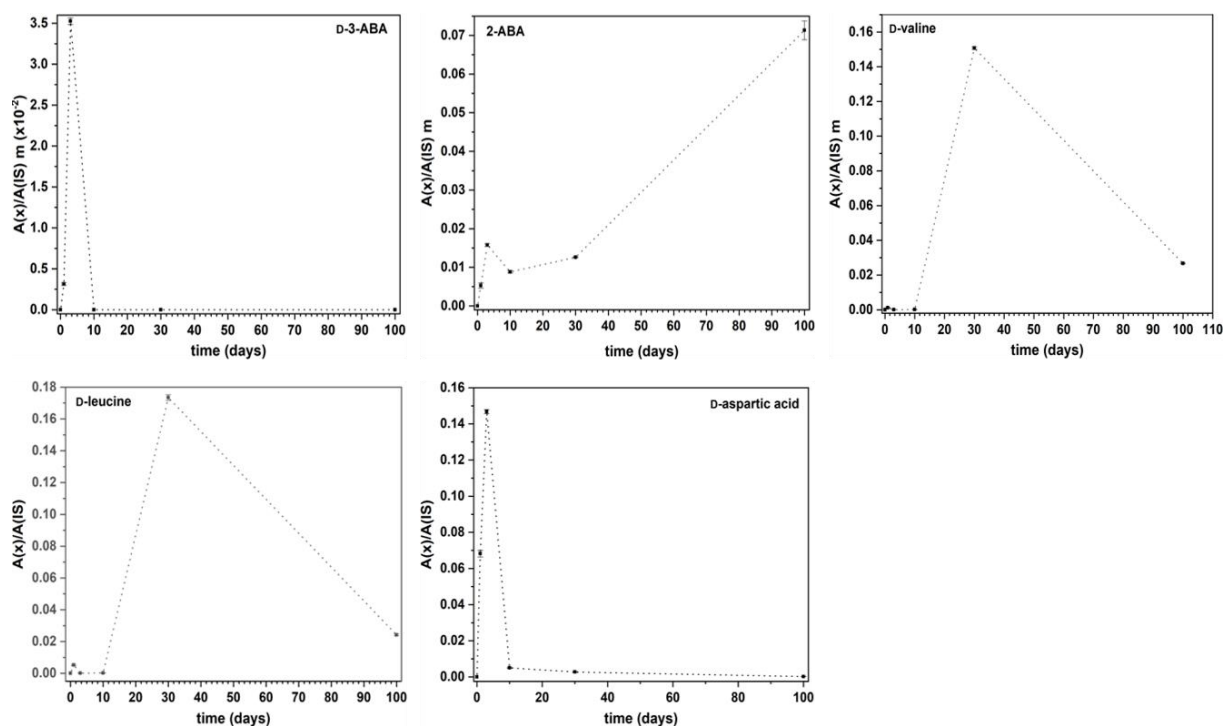 D-3-ABA
A(x)/A(IS) m (x10⁻²)
3.5
3.0
2.5
2.0
1.5
1.0
0.5
0.0
0 10 20 30 40 50 60 70 80 90 100
time (days)
2-ABA
A(x)/A(IS) m
0.07
0.06
0.05
0.04
0.03
0.02
0.01
0.00
0 10 20 30 40 50 60 70 80 90 100
time (days)
D-valine
A(x)/A(IS) m
0.16
0.14
0.12
0.10
0.08
0.06
0.04
0.02
0.00
0 10 20 30 40 50 60 70 80 90 100 110
time (days)
D-leucine
A(x)/A(IS)
0.18
0.16
0.14
0.12
0.10
0.08
0.06
0.04
0.02
0.00
0 10 20 30 40 50 60 70 80 90 100
time (days)
D-aspartic acid
A(x)/A(IS)
0.16
0.14
0.12
0.10
0.08
0.06
0.04
0.02
0.00
0 20 40 60 80 100
time (days)